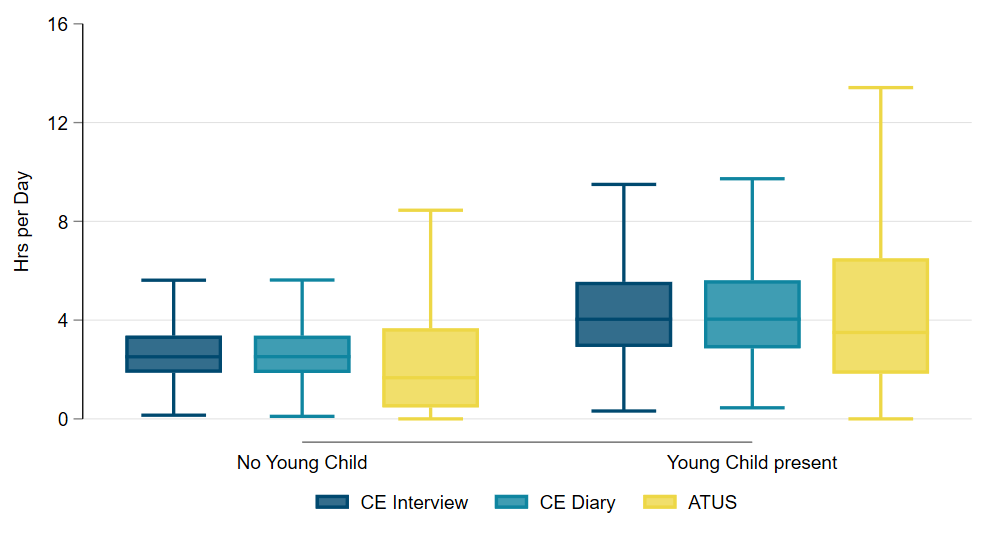 16
12
8
4
0
Hrs per Day
No Young Child
Young Child present
CE Interview
CE Diary
ATUS